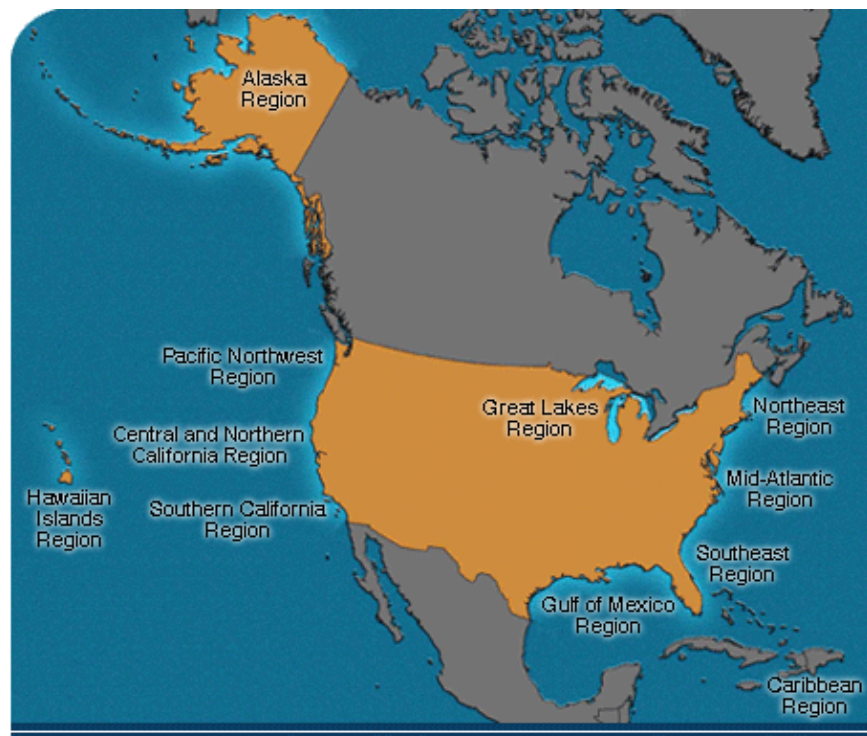 Alaska
Region
Pacific Northwest
Region
Great Lakes
Region
Northeast
Region
Central and Northern
California Region
Mid-Atlantic
Region
Hawaiian
Islands
Region
Southern California
Region
Southeast
Region
Gulf of Mexico
Region
Caribbean
Region